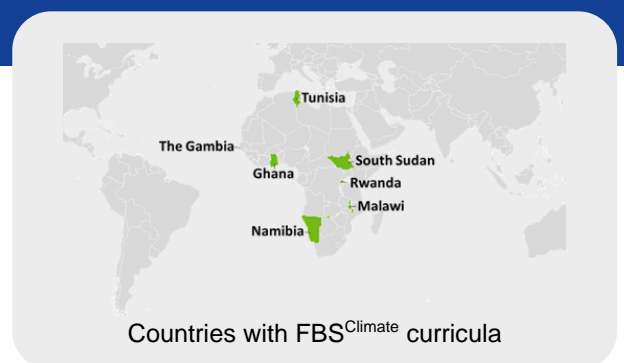 Tunisia
The Gambia
Ghana
South Sudan
Rwanda
Malawi
Namibia
Countries with FBSClimate curricula